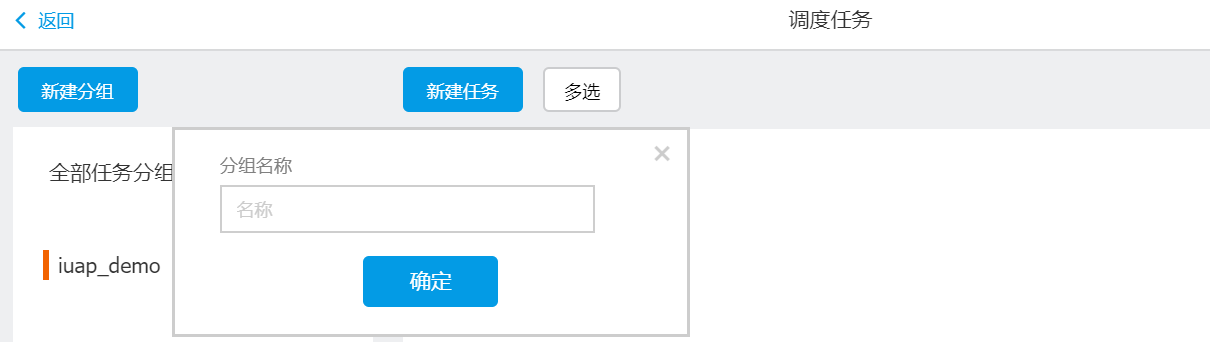 返回
调度任务
新建分组
新建任务
多选
全部任务分组
分组名称
名称
iuap_demo
确定